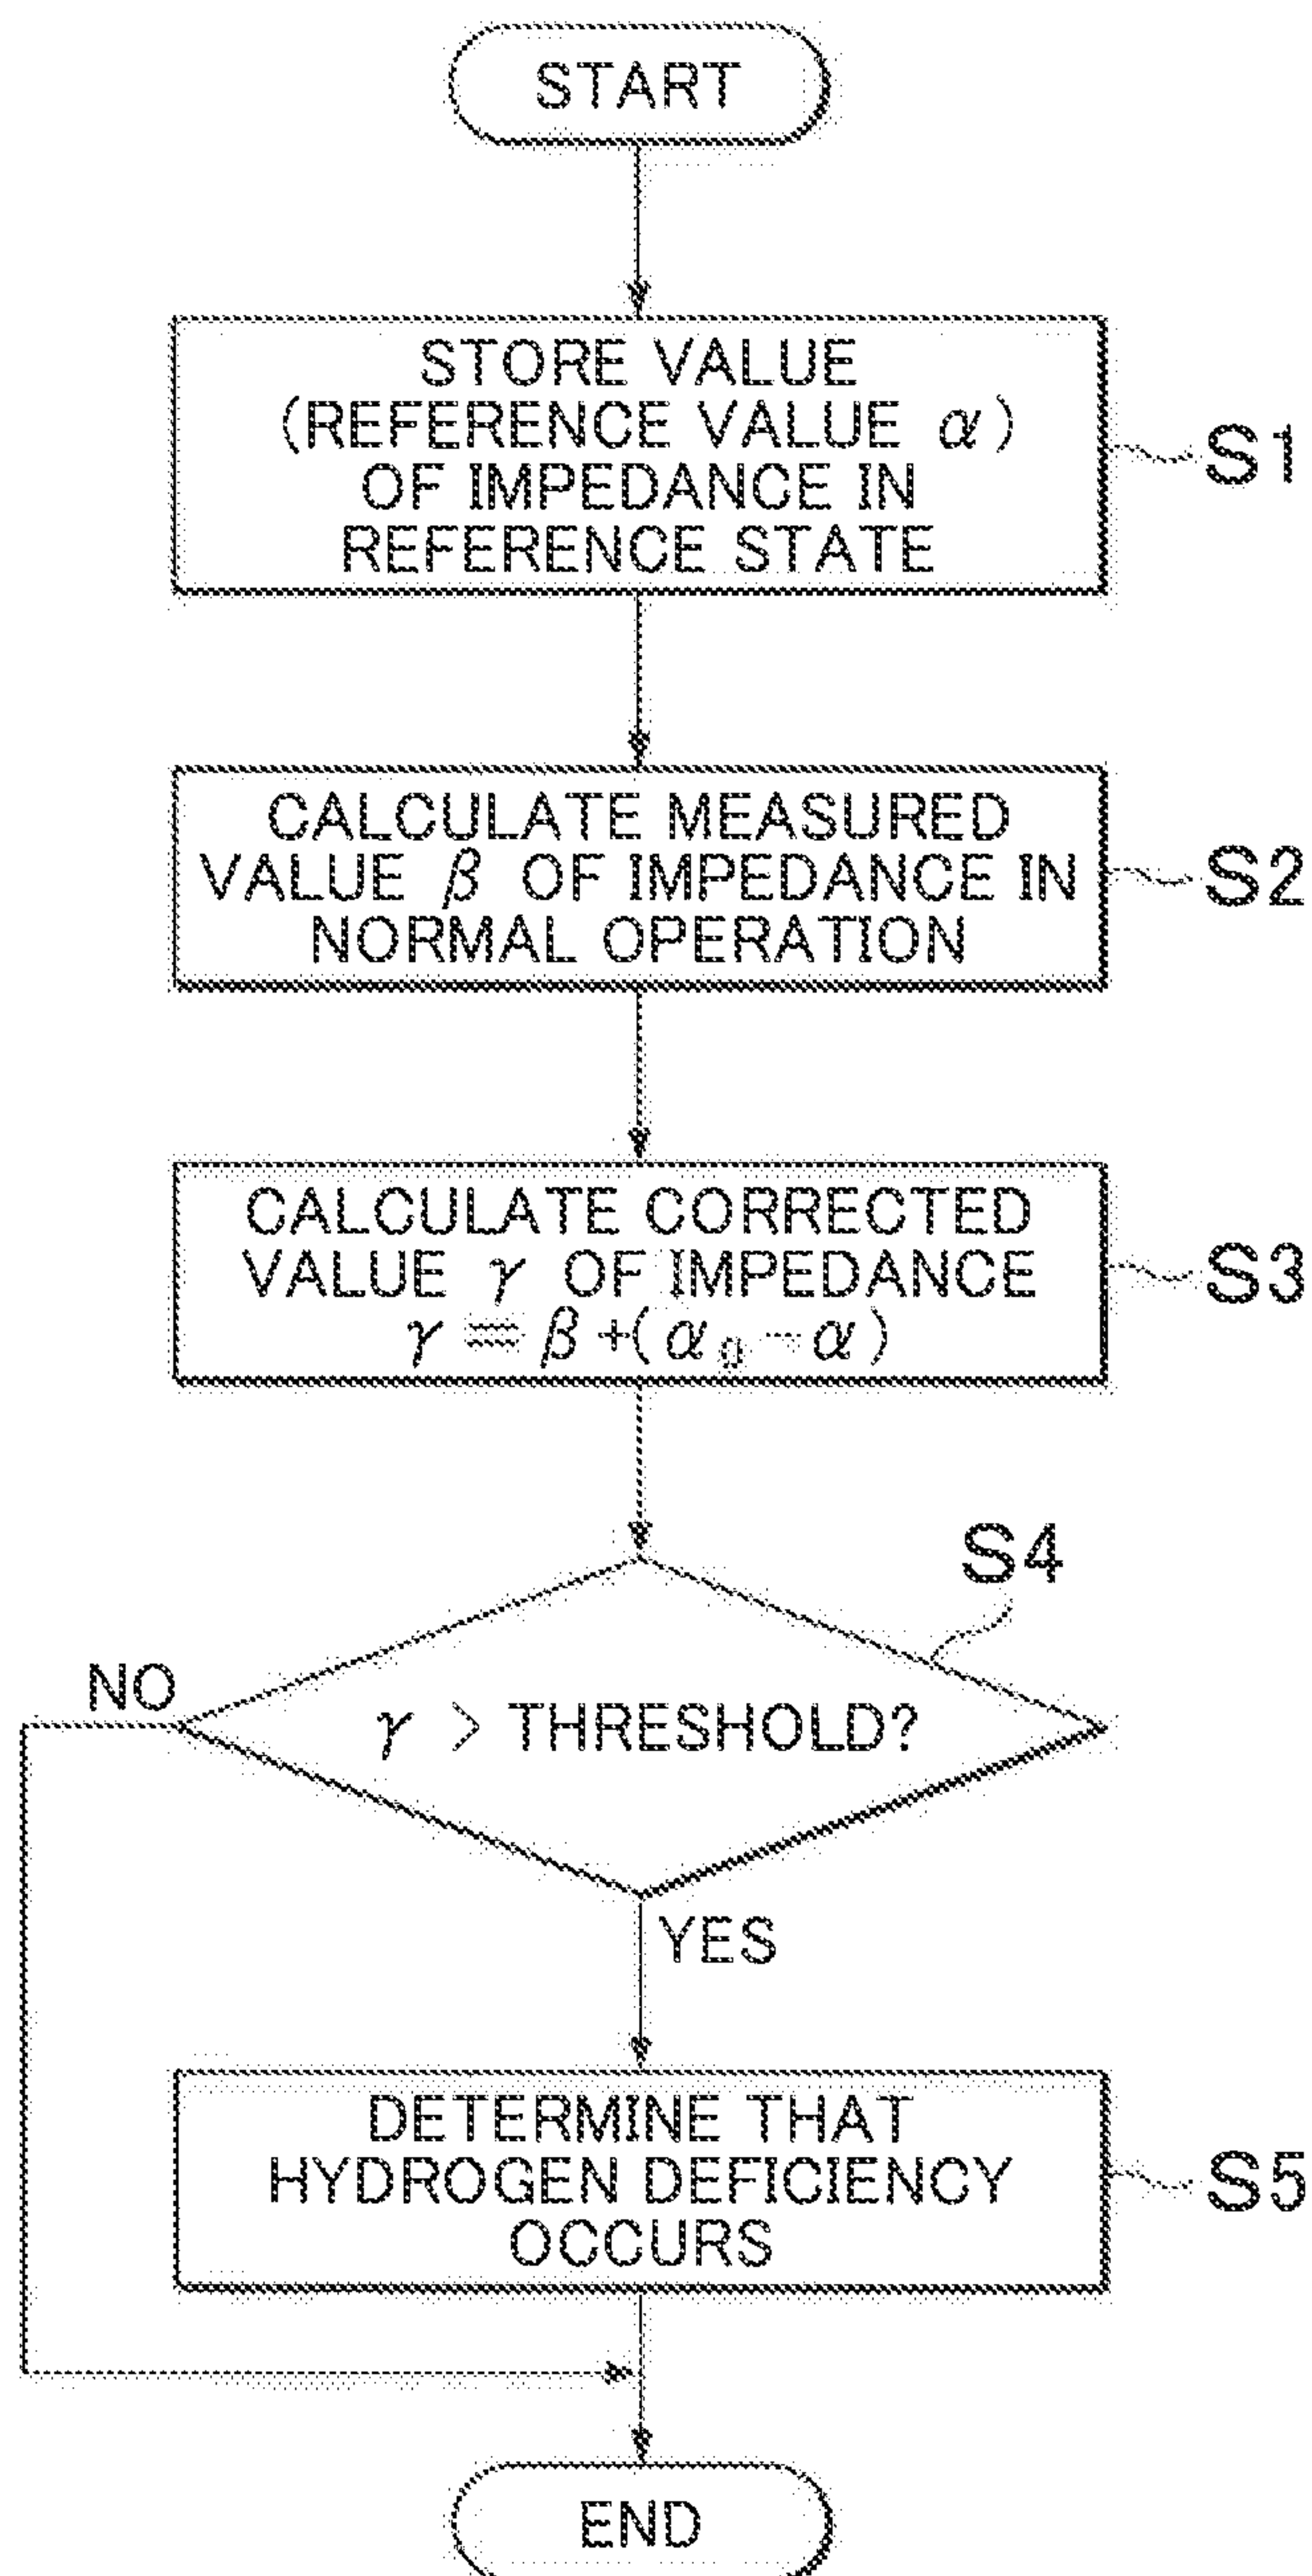 START
STORE VALUE
(REFERENCE VALUE α)
OF IMPEDANCE IN
REFERENCE STATE
S1
CALCULATE MEASURED
VALUE β OF IMPEDANCE IN
NORMAL OPERATION
S2
CALCULATE CORRECTED
VALUE γ OF IMPEDANCE
γ = β +( α ₀ - α )
S3
S4
NO
γ > THRESHOLD?
YES
DETERMINE THAT
HYDROGEN DEFICIENCY
OCCURS
S5
END